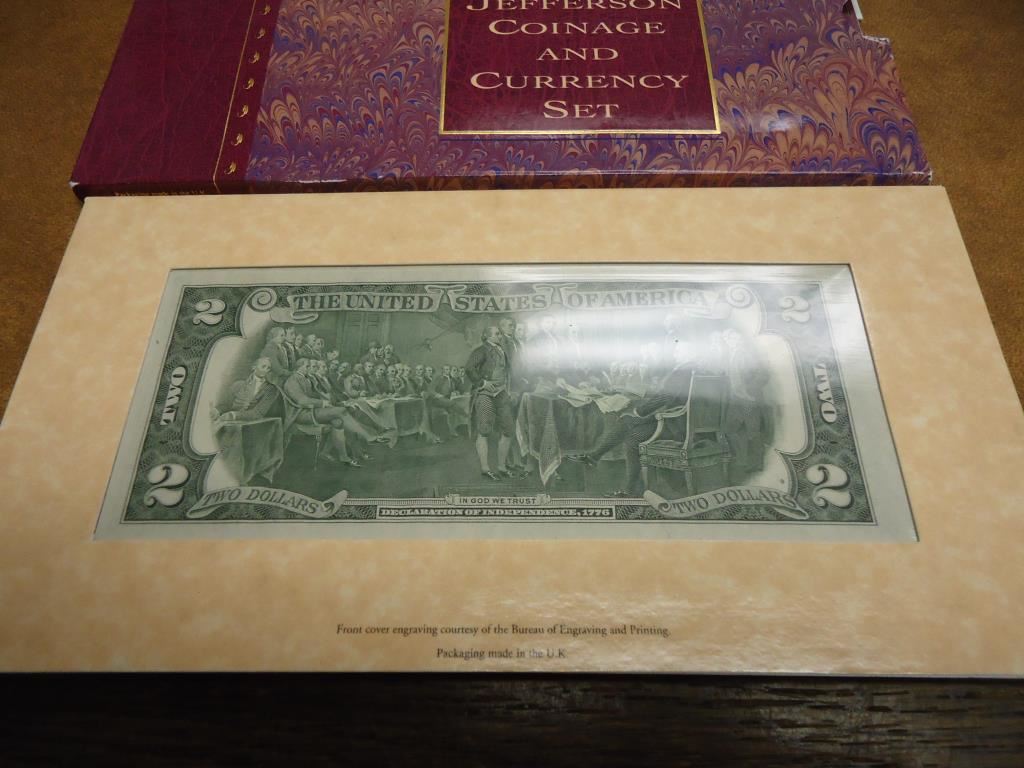 JEFFERSON
COINAGE
AND
CURRENCY
SET
2 THE UNITED STATES OF AMERICA 2
TWO TWO
2 TWO DOLLARS IN GOD WE TRUST TWO DOLLARS 2
DECLARATION OF INDEPENDENCE, 1776
Front cover engraving courtesy of the Bureau of Engraving and Printing.
Packaging made in the U.K.